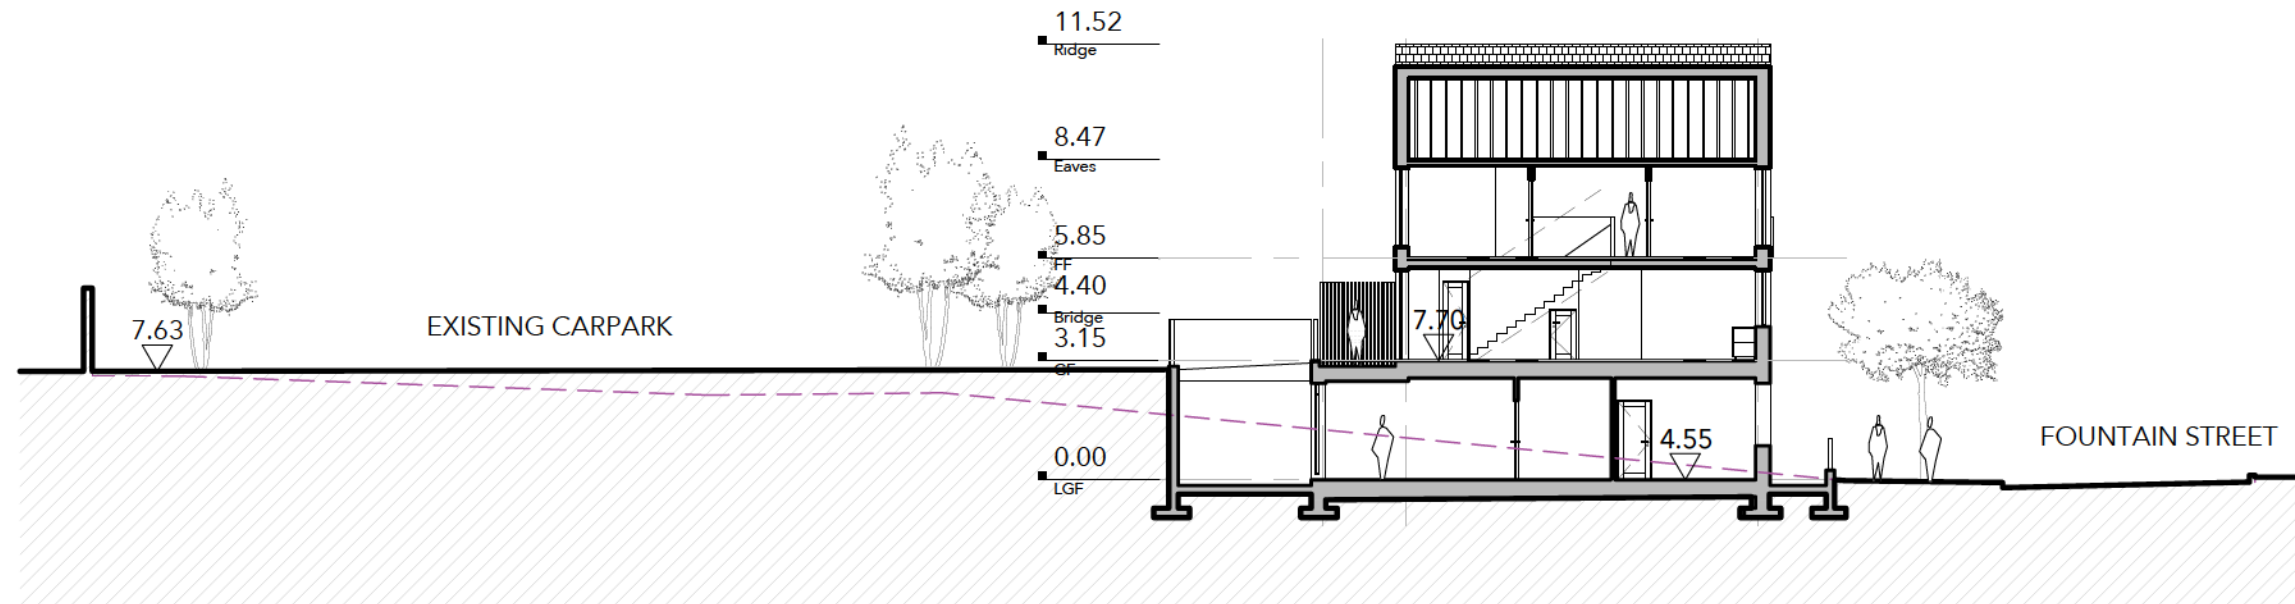 11.52
Ridge
8.47
Eaves
5.85
FF
4.40
Bridge
3.15
GF
0.00
LGF
7.63
EXISTING CARPARK
7.70
4.55
FOUNTAIN STREET